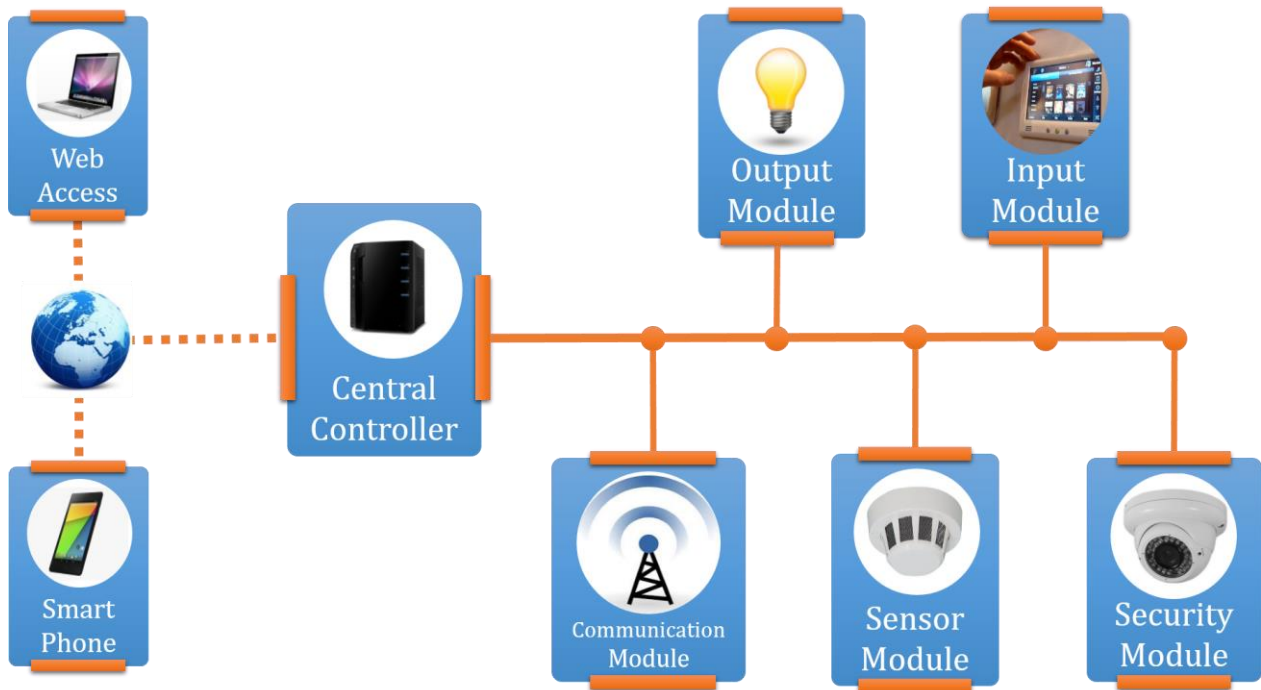 Web
Access
Smart
Phone
Central
Controller
Output
Module
Input
Module
Communication
Module
Sensor
Module
Security
Module